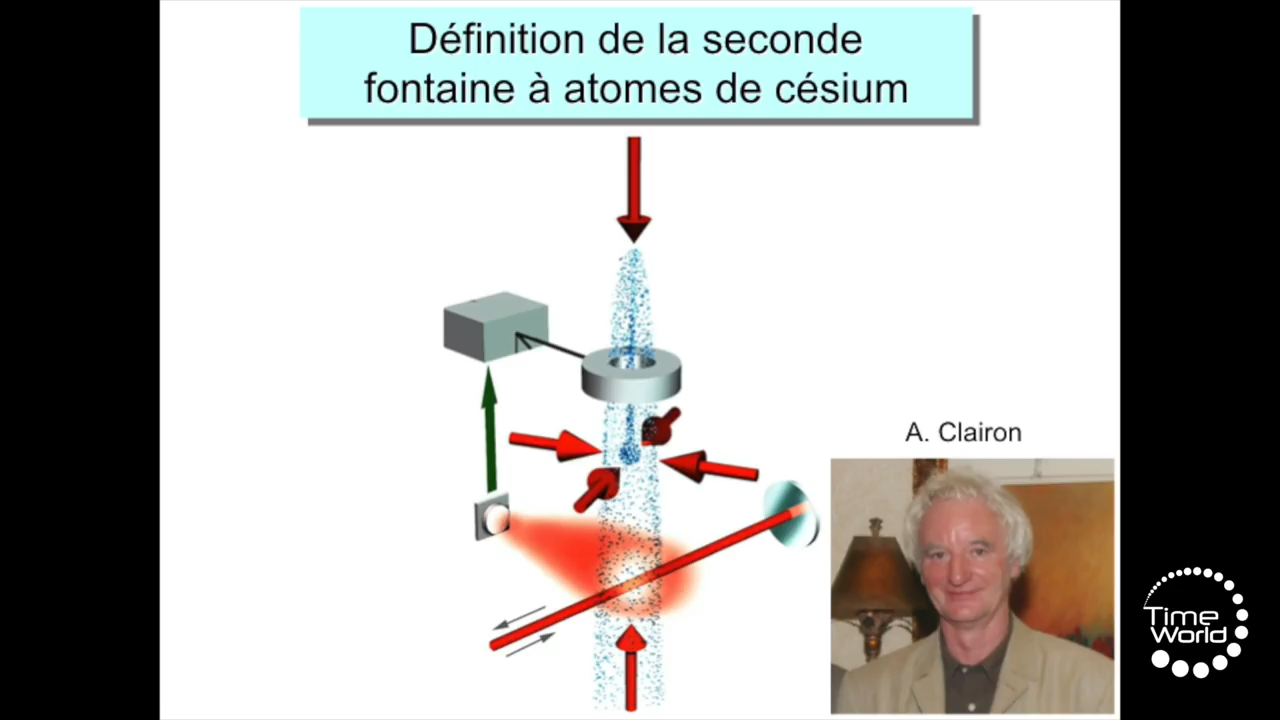 Définition de la seconde
fontaine à atomes de césium
A. Clairon
Time
World